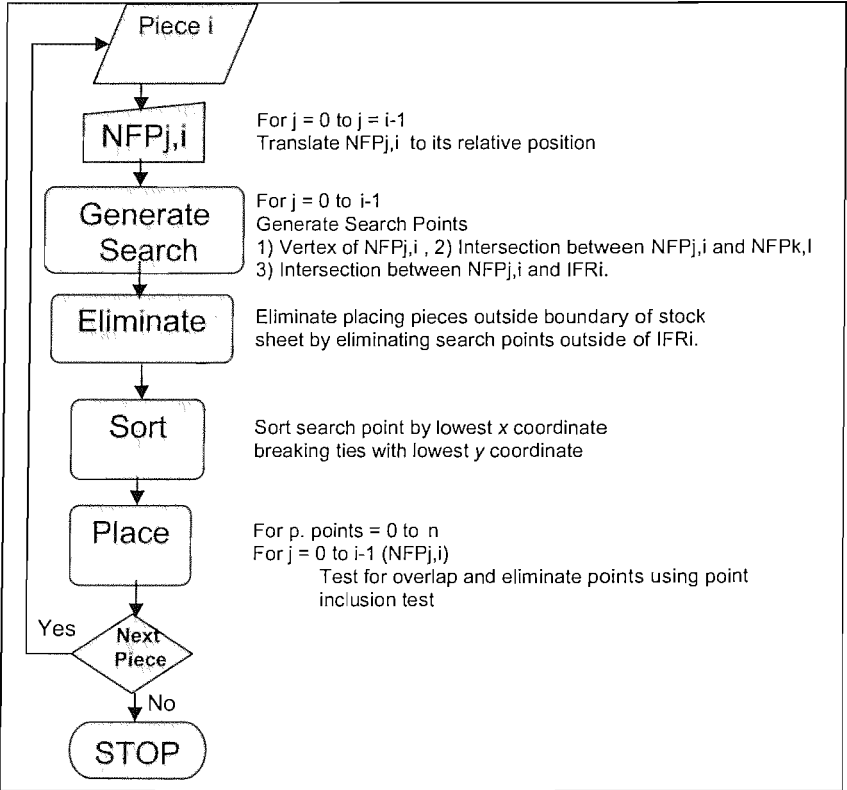 Piece i
NFPj,i
For j = 0 to j = i-1
Translate NFPj,i to its relative position
Generate
Search
For j = 0 to i-1
Generate Search Points
1) Vertex of NFPj,i , 2) Intersection between NFPj,i and NFPk,I
3) Intersection between NFPj,i and IFRi.
Eliminate
Eliminate placing pieces outside boundary of stock
sheet by eliminating search points outside of IFRi.
Sort
Sort search point by lowest x coordinate
breaking ties with lowest y coordinate
Place
For p. points = 0 to n
For j = 0 to i-1 (NFPj,i)
Test for overlap and eliminate points using point
inclusion test
Yes
Next
Piece
No
STOP